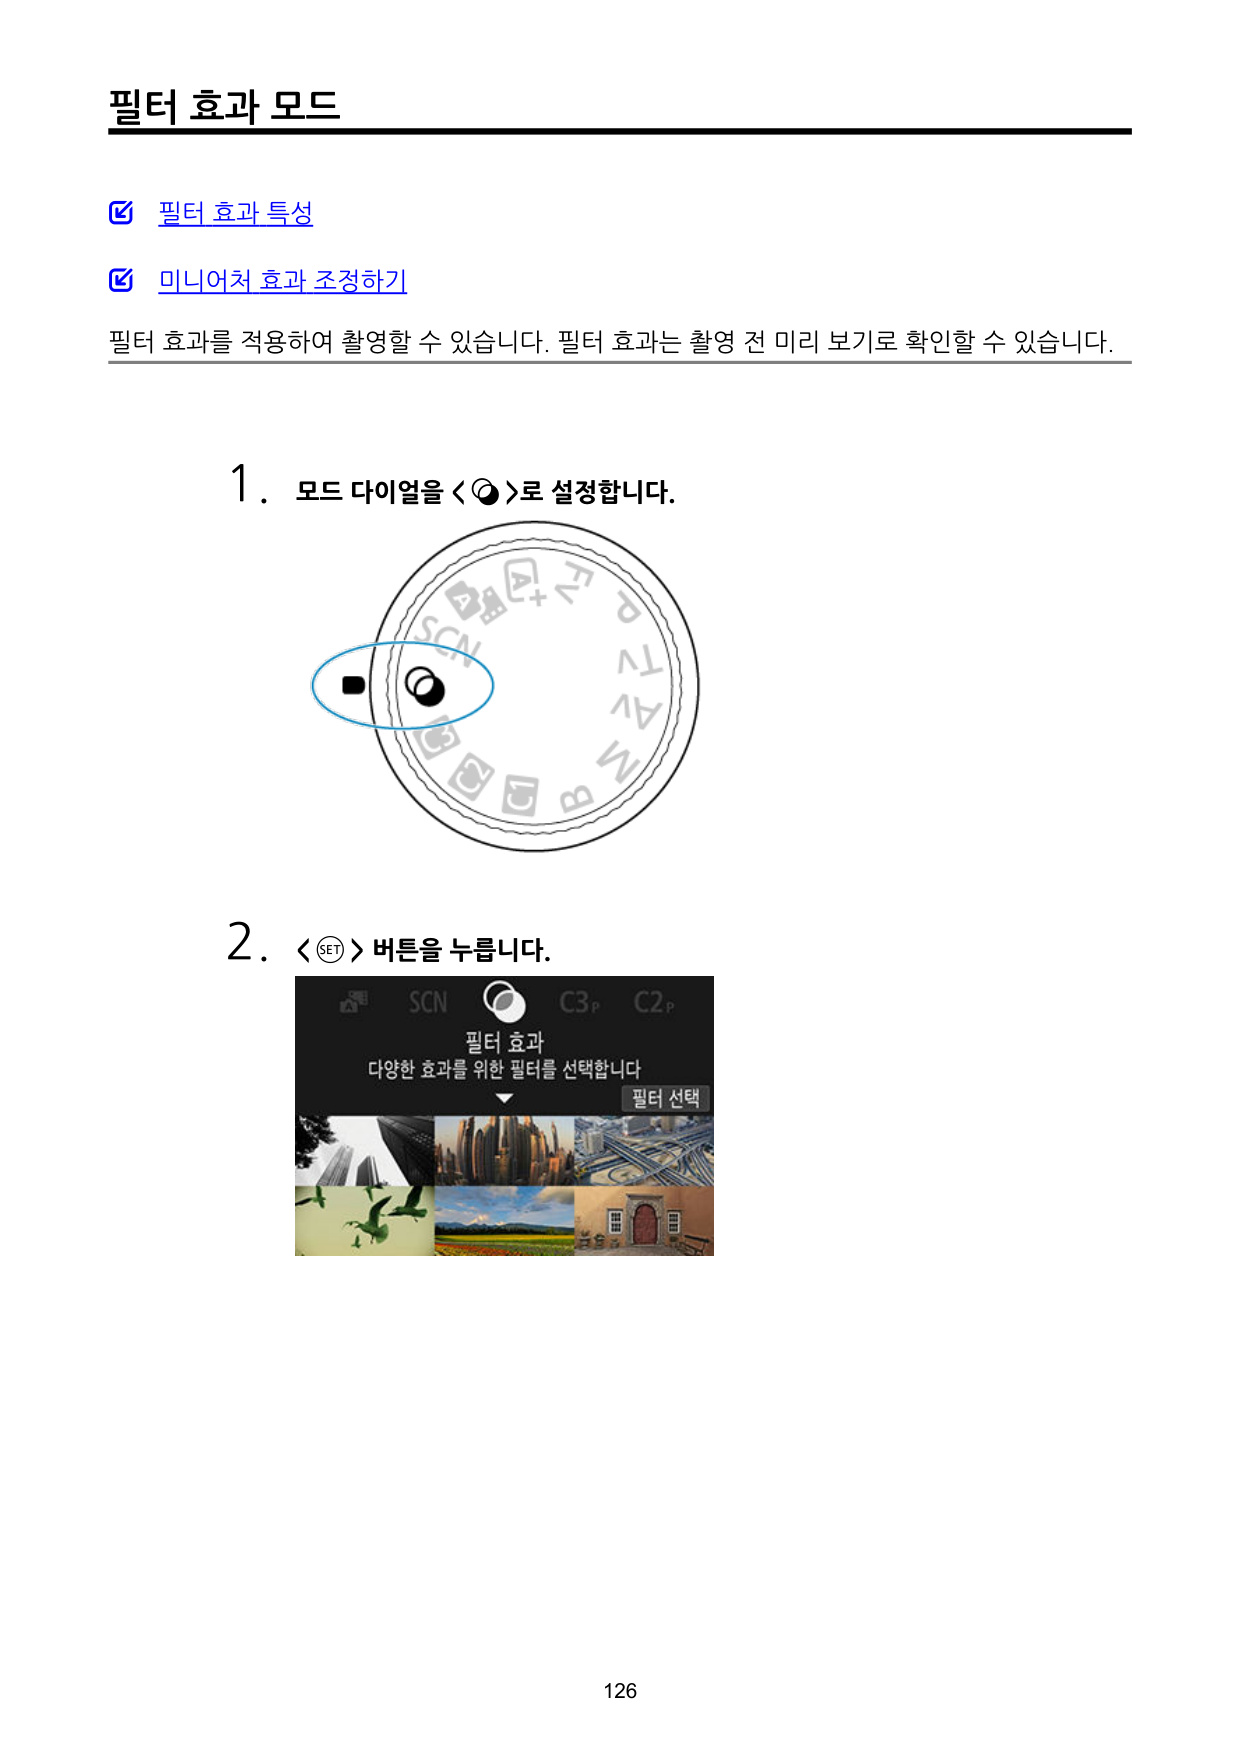 필터 효과 모드
필터 효과 특성
미니어처 효과 조정하기
필터 효과를 적용하여 촬영할 수 있습니다. 필터 효과는 촬영 전 미리 보기로 확인할 수 있습니다.
1. 모드 다이얼을 < >로 설정합니다.
A
A+
Fv
P
Tv
Av
M
B
C1
C2
C3
SCN
2. <SET> 버튼을 누릅니다.
A SCN C3P C2P
필터 효과
다양한 효과를 위한 필터를 선택합니다
필터 선택
126